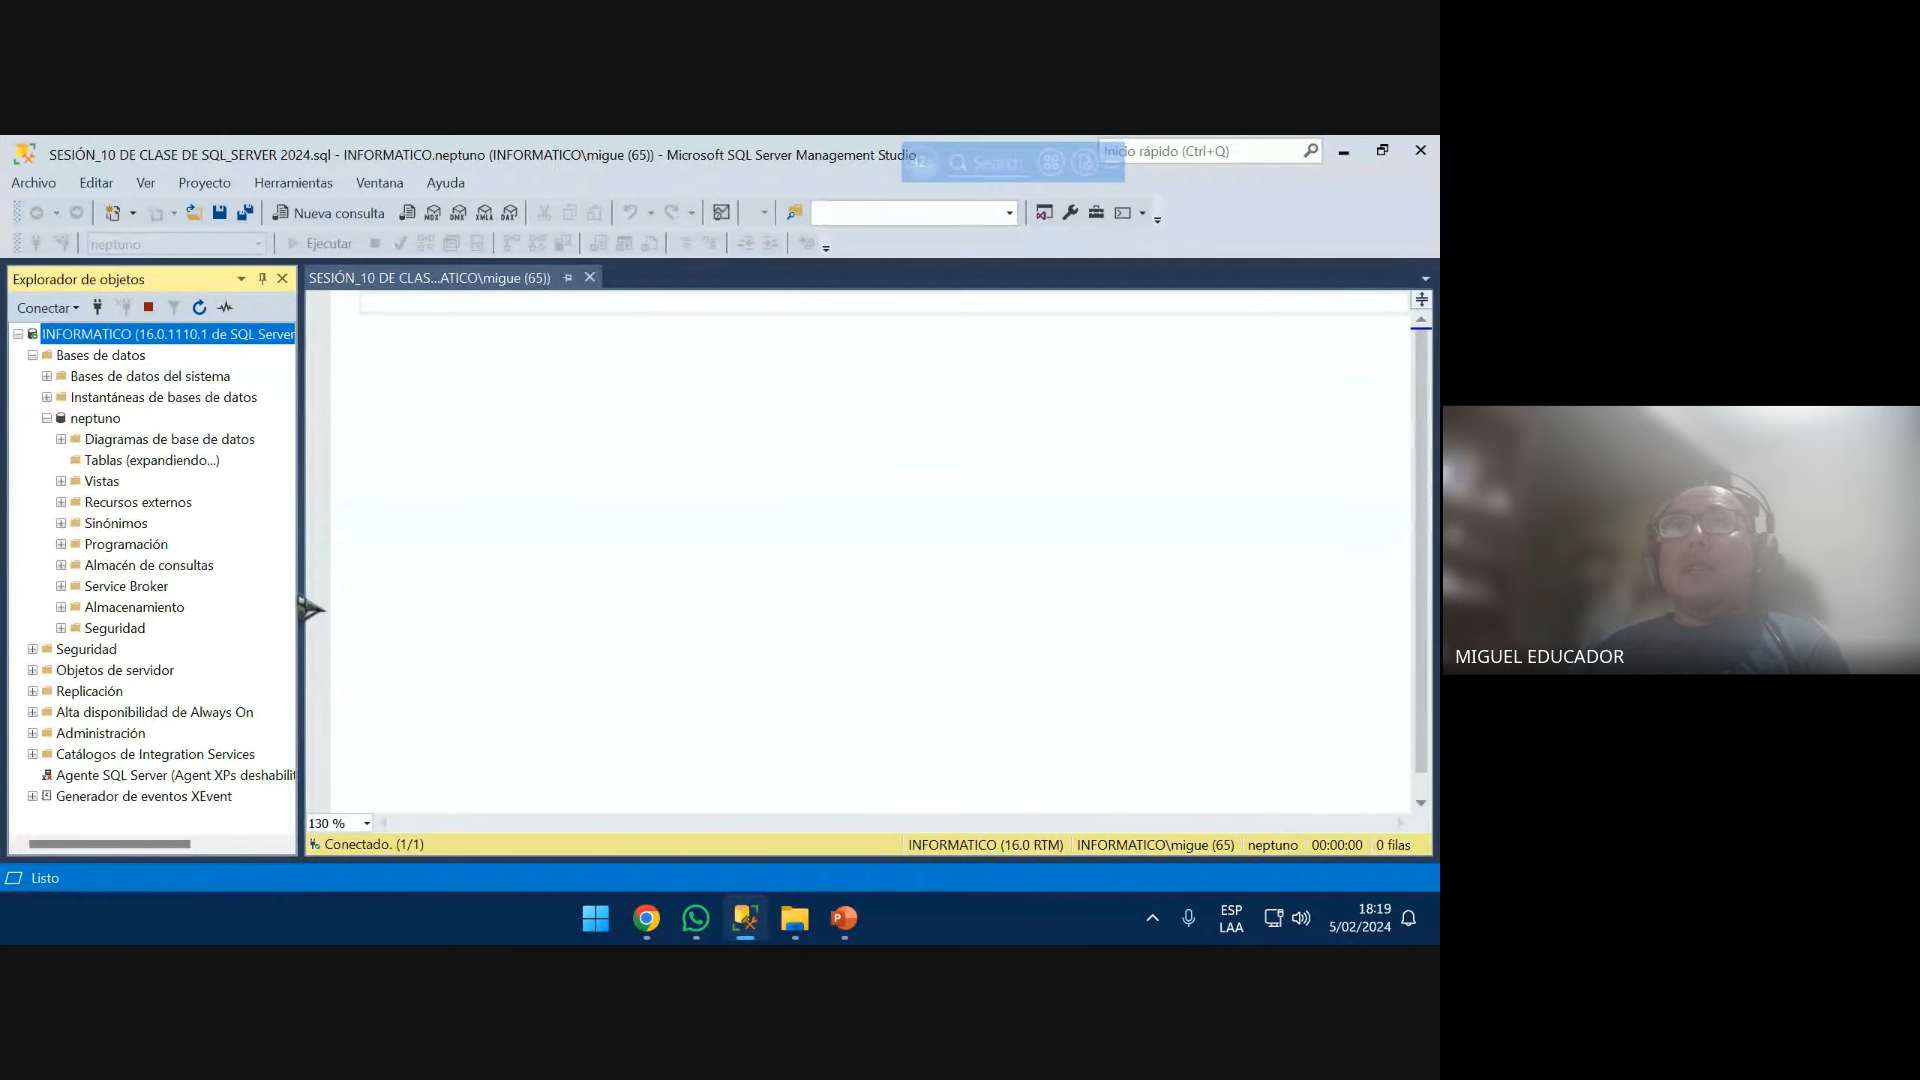 SESIÓN_10 DE CLASE DE SQL_SERVER 2024.sql - INFORMATICO.neptuno (INFORMATICO\migue (65)) - Microsoft SQL Server Management Studio
Search
Inicio rápido (Ctrl+Q)
Archivo Editar Ver Proyecto Herramientas Ventana Ayuda
Nueva consulta MDX DMX XMLA DAX
neptuno Ejecutar
Explorador de objetos
SESIÓN_10 DE CLAS...ATICO\migue (65))
Conectar
INFORMATICO (16.0.1110.1 de SQL Server
Bases de datos
Bases de datos del sistema
Instantáneas de bases de datos
neptuno
Diagramas de base de datos
Tablas (expandiendo...)
Vistas
Recursos externos
Sinónimos
Programación
Almacén de consultas
Service Broker
Almacenamiento
Seguridad
Seguridad
Objetos de servidor
Replicación
Alta disponibilidad de Always On
Administración
Catálogos de Integration Services
Agente SQL Server (Agent XPs deshabilit
Generador de eventos XEvent
130 %
Conectado. (1/1) INFORMATICO (16.0 RTM) INFORMATICO\migue (65) neptuno 00:00:00 0 filas
Listo
ESP
LAA
18:19
5/02/2024
MIGUEL EDUCADOR